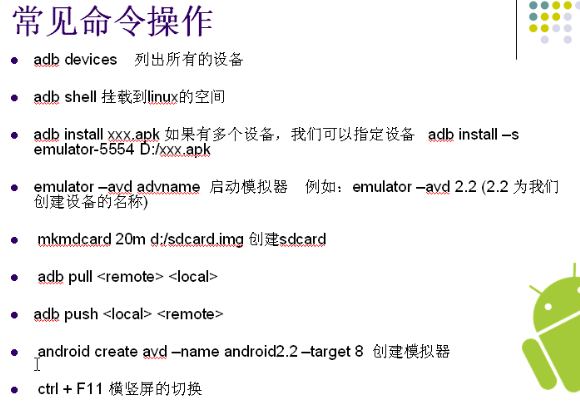 常见命令操作
adb devices 列出所有的设备
adb shell 挂载到linux的空间
adb install xxx.apk 如果有多个设备，我们可以指定设备 adb install –s
emulator-5554 D:/xxx.apk
emulator –avd advname 启动模拟器 例如：emulator –avd 2.2 (2.2 为我们
创建设备的名称)
mkmdcard 20m d:/sdcard.img 创建sdcard
adb pull <remote> <local>
adb push <local> <remote>
android create avd –name android2.2 –target 8 创建模拟器
ctrl + F11 横竖屏的切换